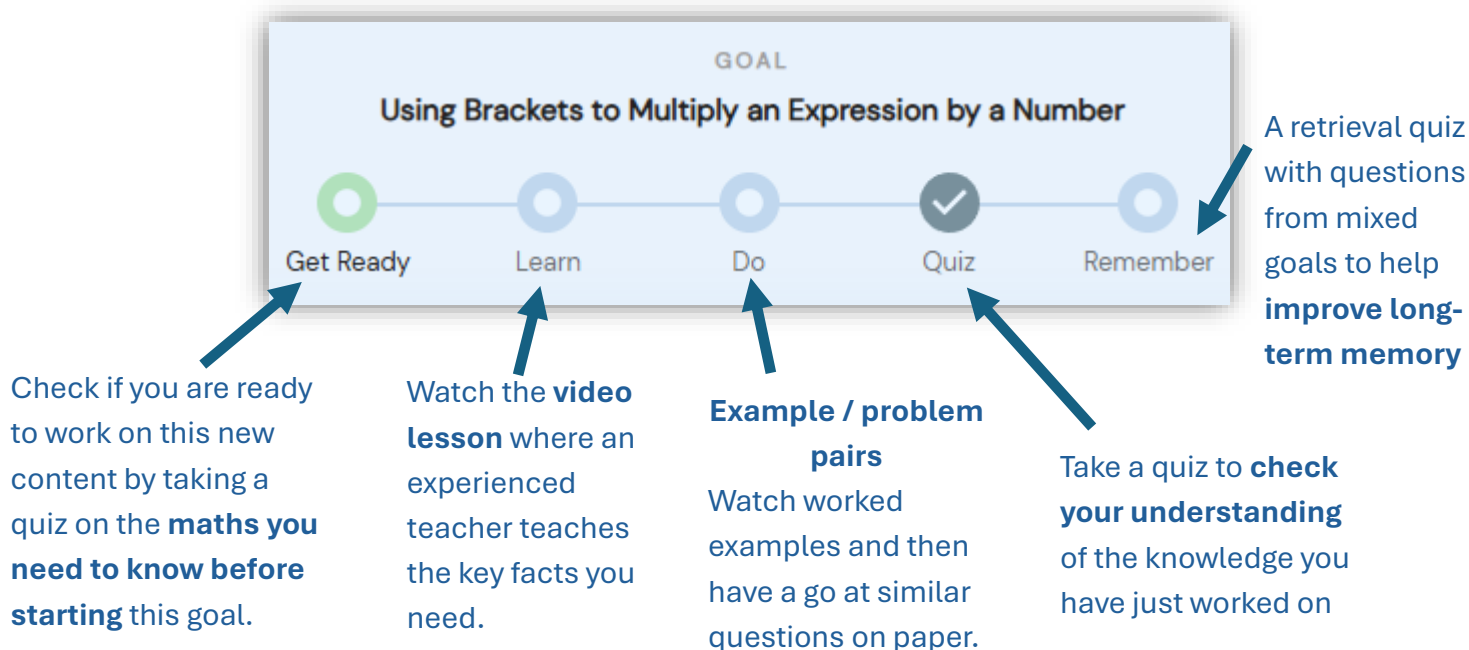 GOAL
Using Brackets to Multiply an Expression by a Number
Get Ready
Learn
Do
Quiz
Remember
A retrieval quiz
with questions
from mixed
goals to help
improve long-
term memory
Check if you are ready
to work on this new
content by taking a
quiz on the maths you
need to know before
starting this goal.
Watch the video
lesson where an
experienced
teacher teaches
the key facts you
need.
Example / problem
pairs
Watch worked
examples and then
have a go at similar
questions on paper.
Take a quiz to check
your understanding
of the knowledge you
have just worked on